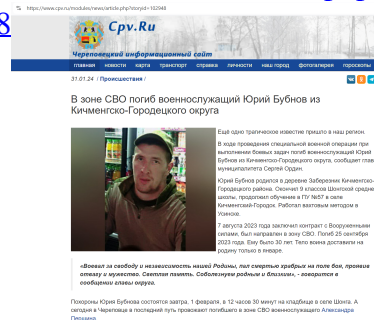 https://www.cpv.ru/modules/news/article.php?storyid=102948
8
Cpv.Ru
Череповецкий информационный сайт
главная новости карта транспорт справка личности наш город фотогалерея гороскопы
31.01.24 / Происшествия /
В зоне СВО погиб военнослужащий Юрий Бубнов из
Кичменгско-Городецкого округа
Ещё одно трагическое известие пришло в наш регион.
В ходе проведения специальной военной операции при
выполнении боевых задач погиб военнослужащий Юрий
Бубнов из Кичменгско-Городецкого округа, сообщает глава
муниципалитета Сергей Ордин.
Юрий Бубнов родился в деревне Заберезник Кичменгско-
Городецкого района. Окончил 9 классов Шонгской средне
школы, продолжил обучение в ПУ №57 в селе
Кичменгский-Городок. Работал вахтовым методом в
Усинске.
7 августа 2023 года заключил контракт с Вооруженными
силами, был направлен в зону СВО. Погиб 25 сентября
2023 года. Ему было 30 лет. Тело воина доставили на
родину только в январе.
«Воевал за свободу и независимость нашей Родины, пал смертью храбрых на поле боя, проявив
отвагу и мужество. Светлая память. Соболезнуем родным и близким», - говорится в
сообщении главы округа.
Похороны Юрия Бубнова состоятся завтра, 1 февраля, в 12 часов 30 минут на кладбище в селе Шонга. А
сегодня в Череповце в последний путь провожают погибшего в зоне СВО военнослужащего Александра
Першина